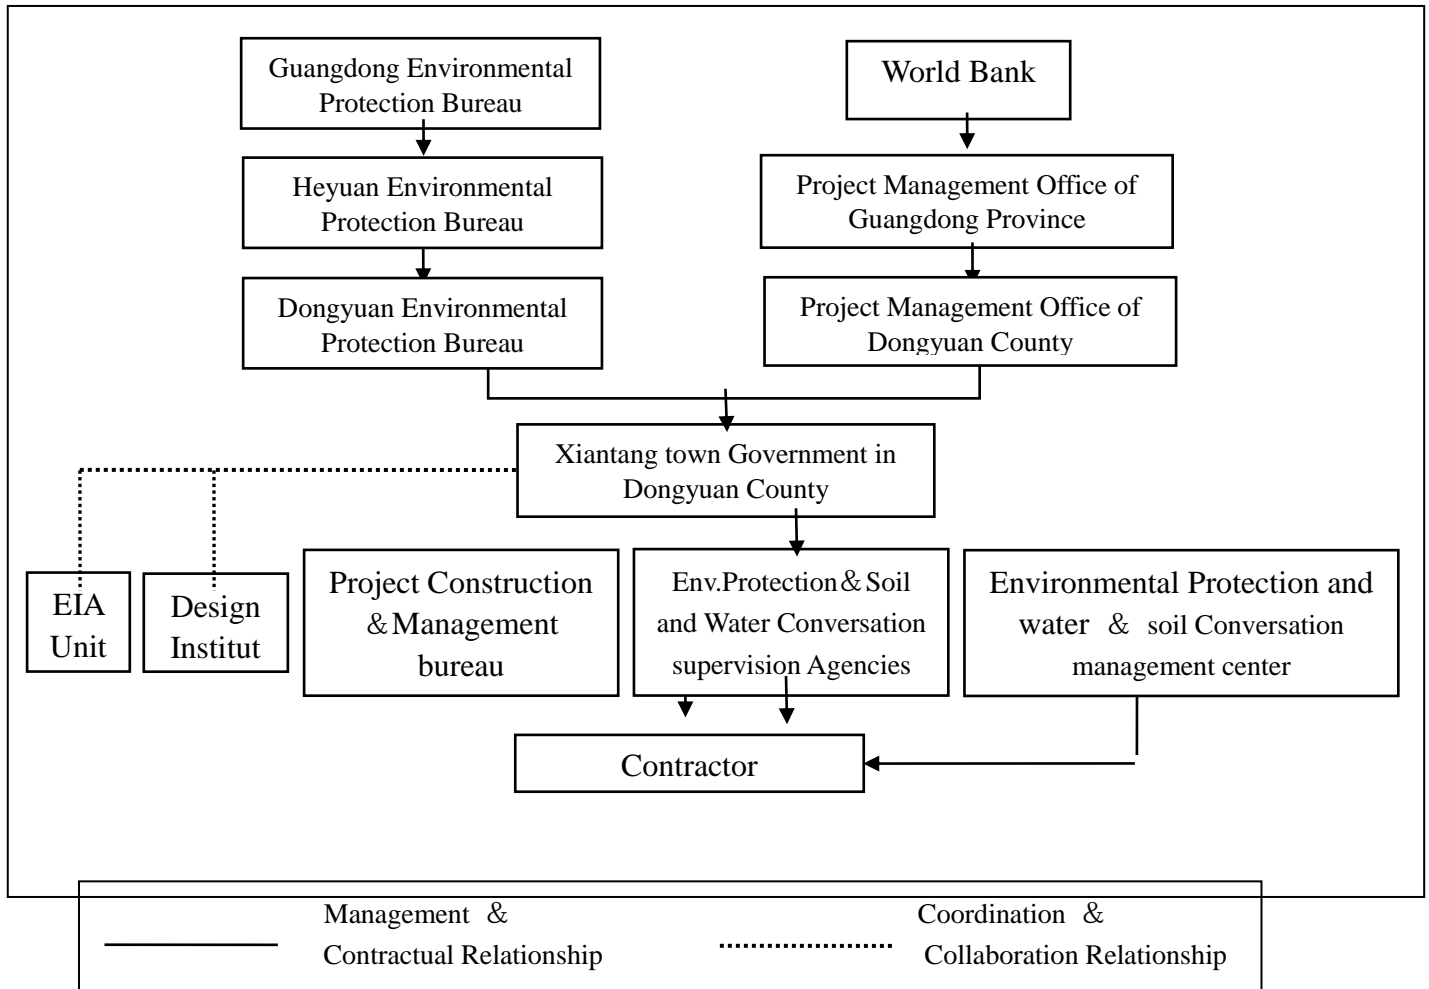 Guangdong Environmental
Protection Bureau
World Bank
Heyuan Environmental
Protection Bureau
Project Management Office of
Guangdong Province
Dongyuan Environmental
Protection Bureau
Project Management Office of
Dongyuan County
Xiantang town Government in
Dongyuan County
EIA
Unit
Design
Institut
Project Construction
&Management
bureau
Env.Protection&Soil
and Water Conversation
supervision Agencies
Environmental Protection and
water & soil Conversation
management center
Contractor
Management &
Contractual Relationship
Coordination &
Collaboration Relationship